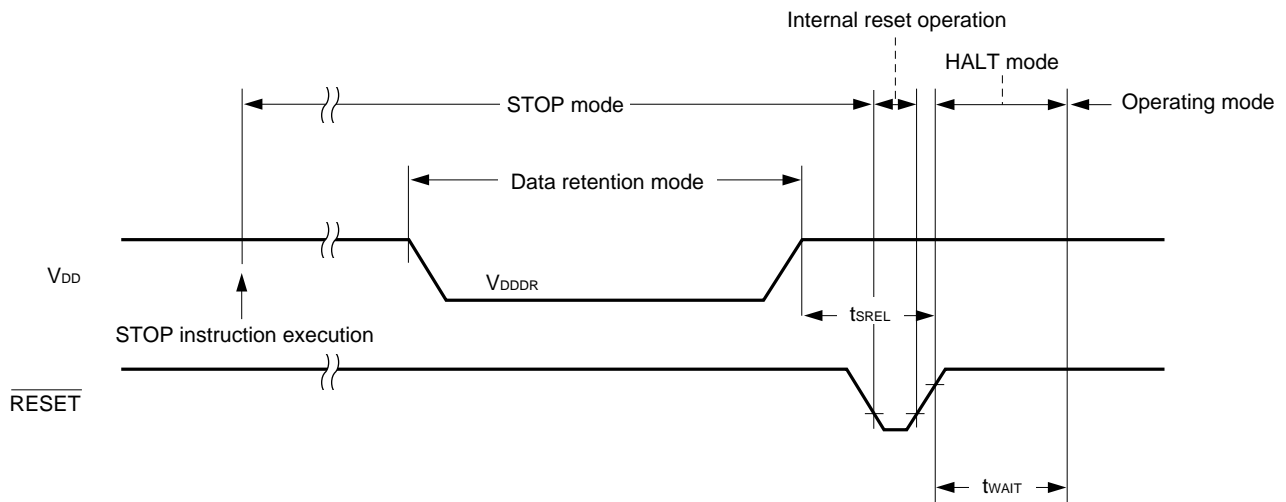 Internal reset operation
HALT mode
STOP mode
Operating mode
Data retention mode
VDD
VDDDR
STOP instruction execution
tSREL
RESET
tWAIT